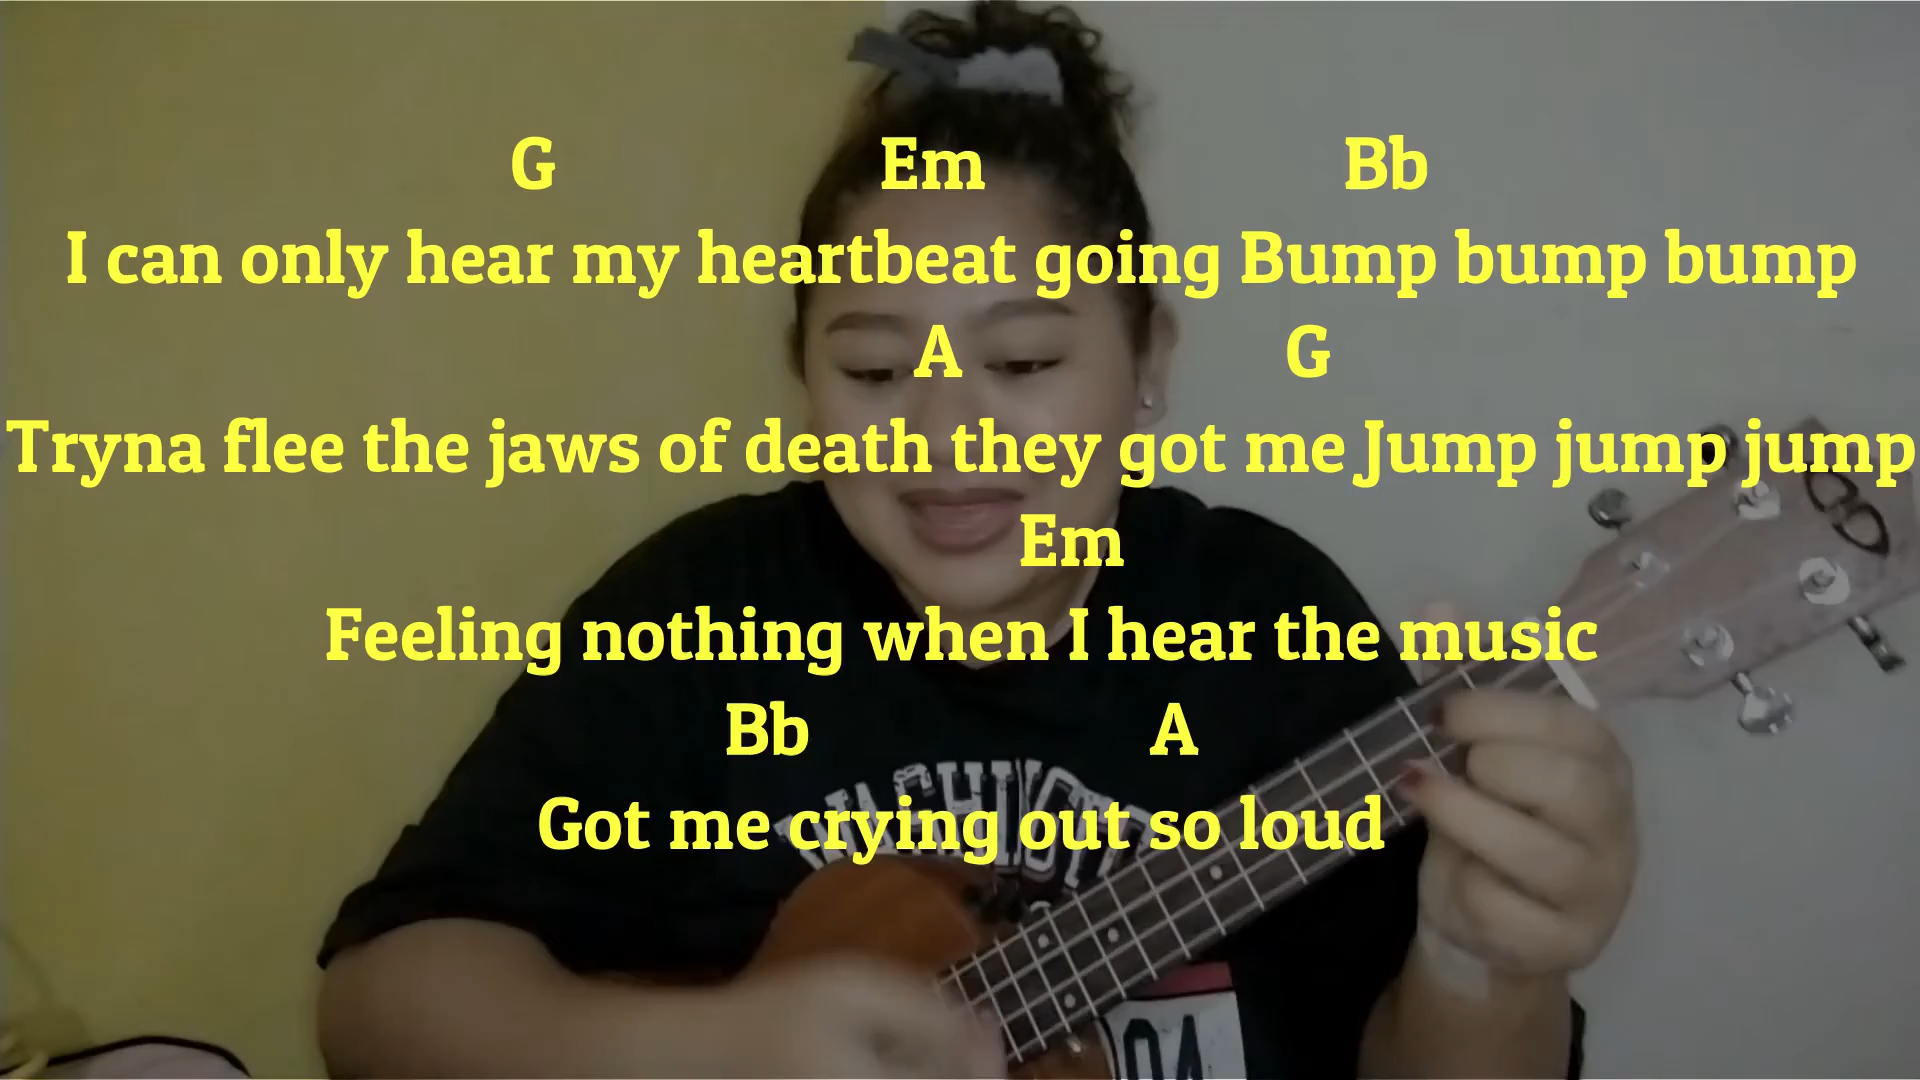 G Em Bb
I can only hear my heartbeat going Bump bump bump
A G
Tryna flee the jaws of death they got me Jump jump jump
Em
Feeling nothing when I hear the music
Bb A
Got me crying out so loud